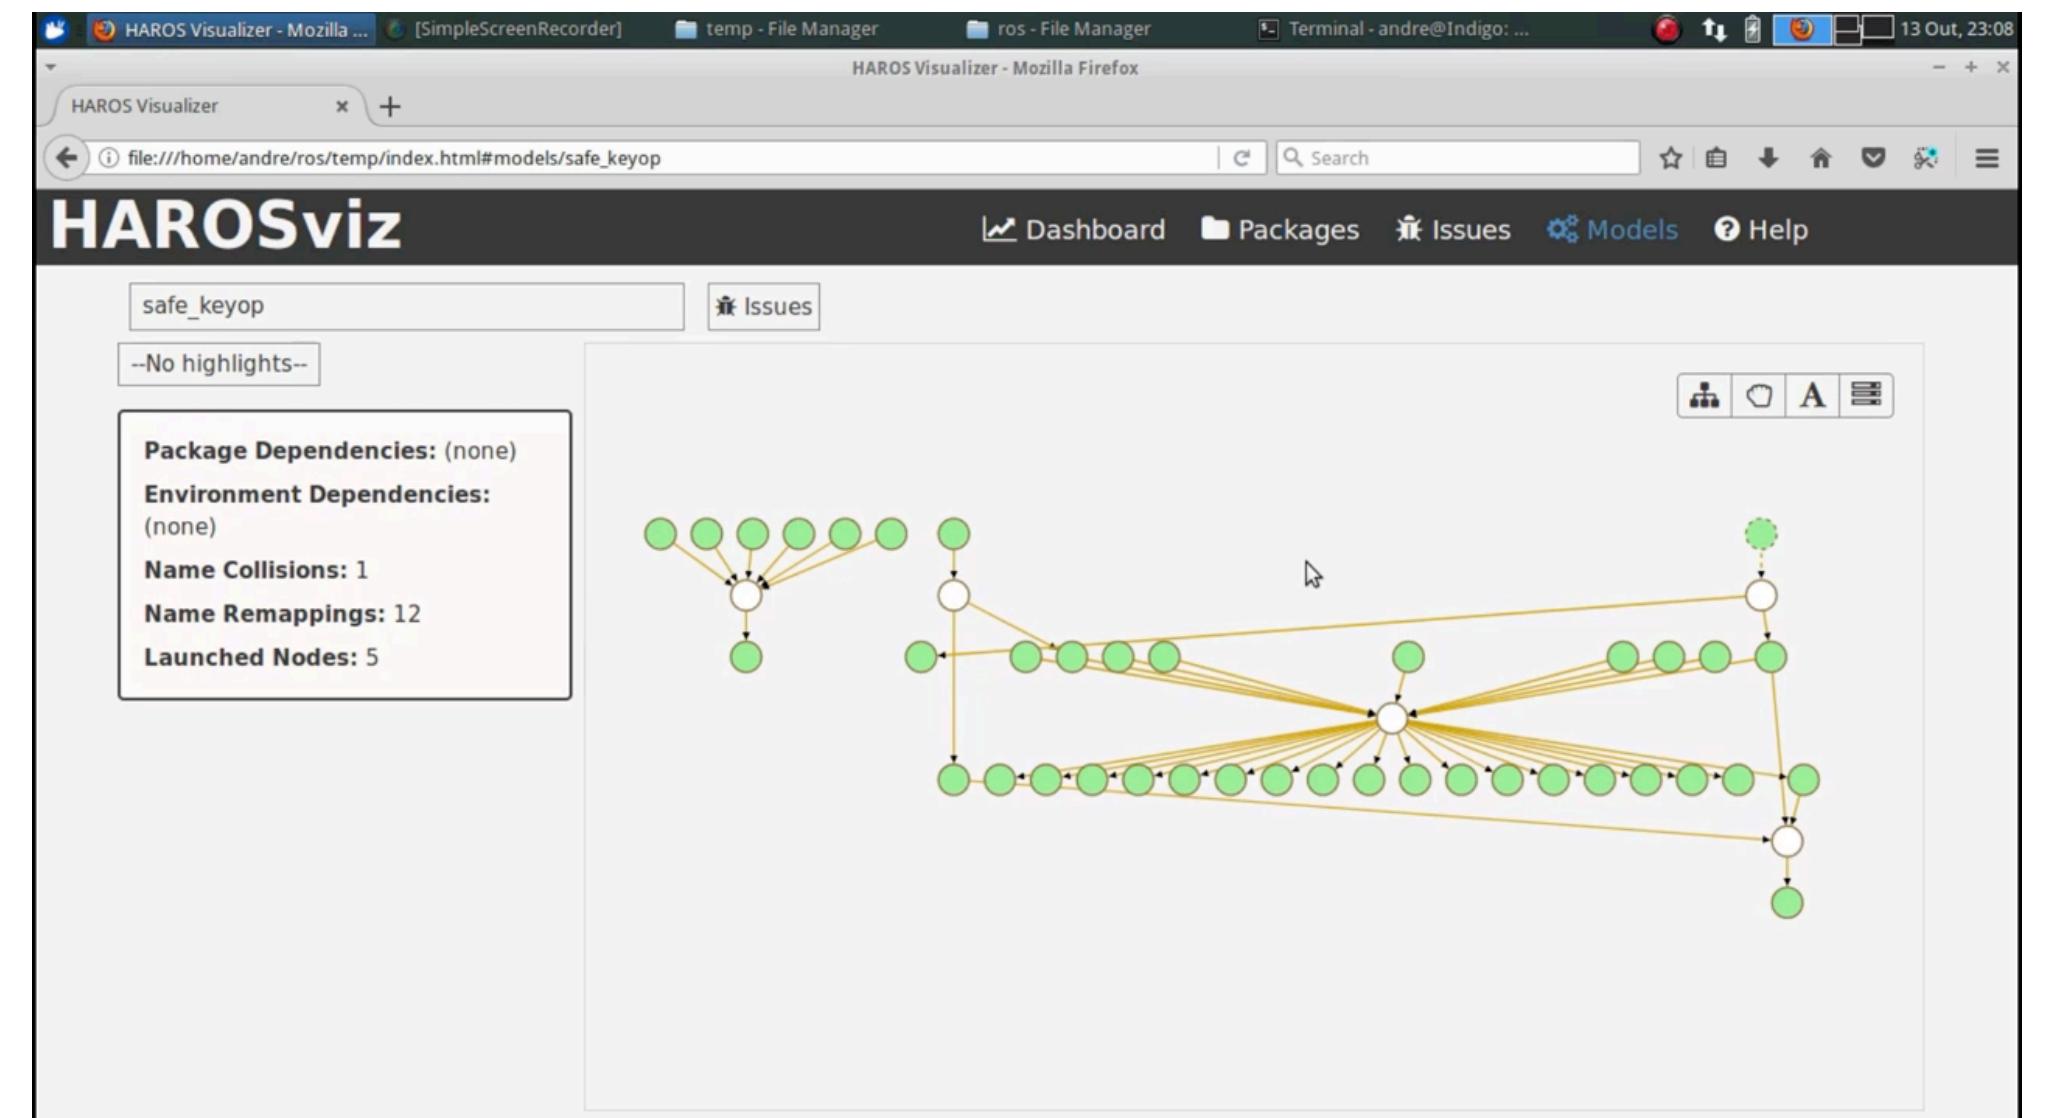 HAROS Visualizer - Mozilla ...
[SimpleScreenRecorder]
temp - File Manager
ros - File Manager
Terminal - andre@Indigo: ...
13 Out, 23:08
HAROS Visualizer - Mozilla Firefox
HAROS Visualizer
file:///home/andre/ros/temp/index.html#models/safe_keyop
Search
HAROSviz
Dashboard
Packages
Issues
Models
Help
safe_keyop
Issues
--No highlights--
A
Package Dependencies: (none)
Environment Dependencies:
(none)
Name Collisions: 1
Name Remappings: 12
Launched Nodes: 5